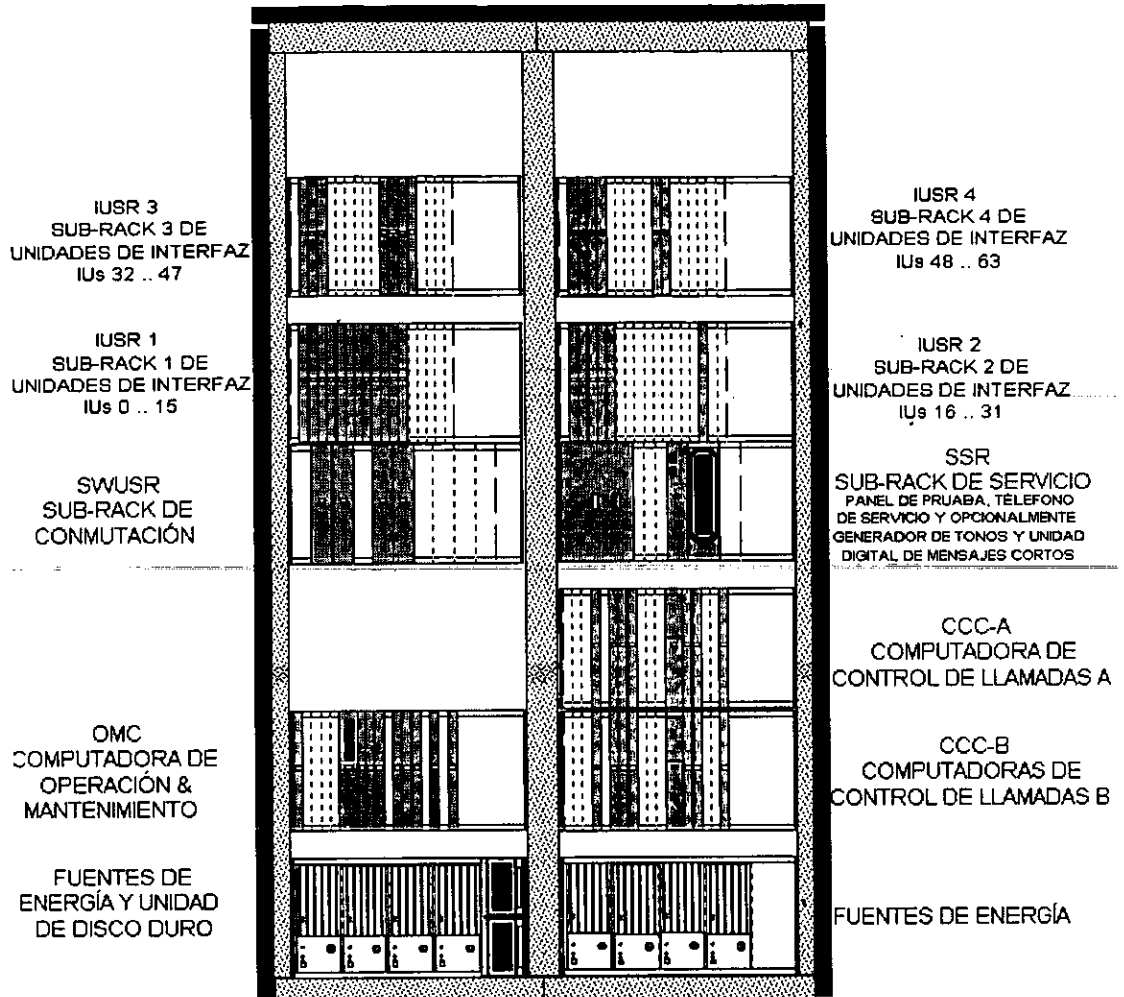 IUSR 3
SUB-RACK 3 DE
UNIDADES DE INTERFAZ
IUs 32 .. 47
IUSR 4
SUB-RACK 4 DE
UNIDADES DE INTERFAZ
IUs 48 .. 63
IUSR 1
SUB-RACK 1 DE
UNIDADES DE INTERFAZ
IUs 0 .. 15
IUSR 2
SUB-RACK 2 DE
UNIDADES DE INTERFAZ
IUs 16 .. 31
SWUSR
SUB-RACK DE
CONMUTACIÓN
SSR
SUB-RACK DE SERVICIO
PANEL DE PRUABA, TÉLEFONO
DE SERVICIO Y OPCIONALMENTE
GENERADOR DE TONOS Y UNIDAD
DIGITAL DE MENSAJES CORTOS
CCC-A
COMPUTADORA DE
CONTROL DE LLAMADAS A
OMC
COMPUTADORA DE
OPERACIÓN &
MANTENIMIENTO
CCC-B
COMPUTADORAS DE
CONTROL DE LLAMADAS B
FUENTES DE
ENERGÍA Y UNIDAD
DE DISCO DURO
FUENTES DE ENERGÍA